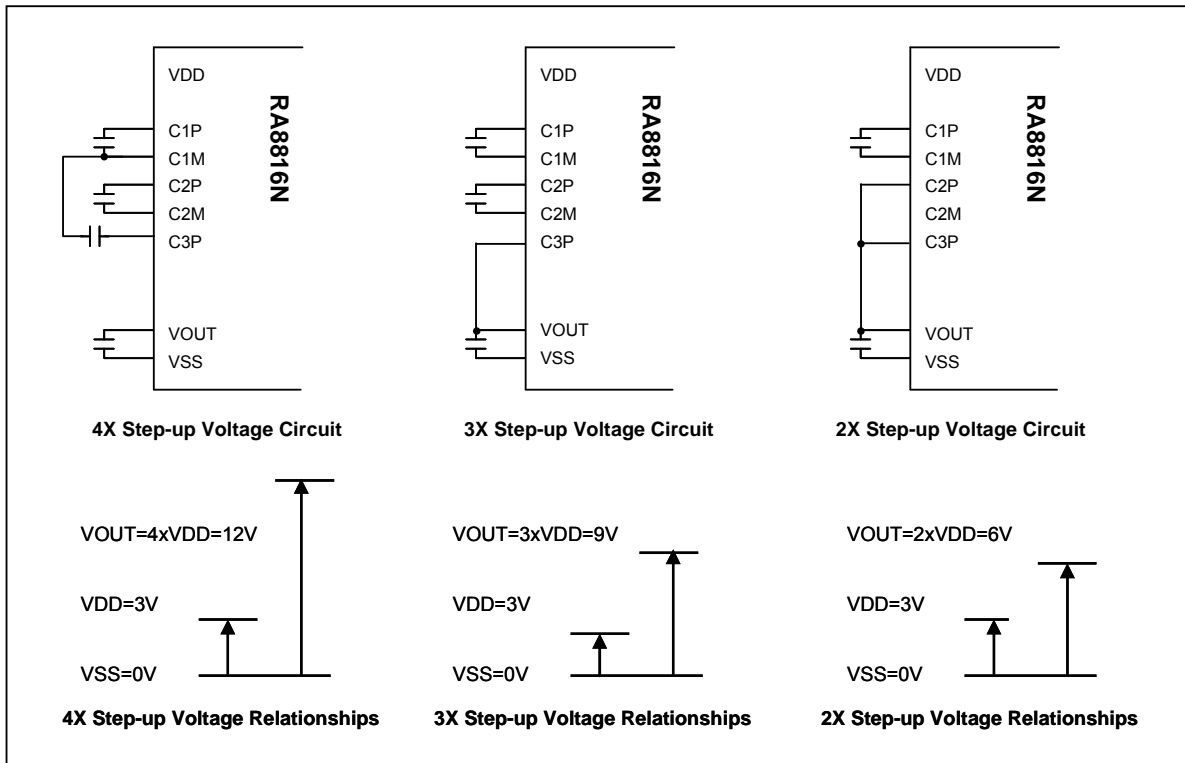 VDD
C1P
C1M
C2P
C2M
C3P
VOUT
VSS
RA8816N
4X Step-up Voltage Circuit
VDD
C1P
C1M
C2P
C2M
C3P
VOUT
VSS
RA8816N
3X Step-up Voltage Circuit
VDD
C1P
C1M
C2P
C2M
C3P
VOUT
VSS
RA8816N
2X Step-up Voltage Circuit
VOUT=4xVDD=12V
VDD=3V
VSS=0V
4X Step-up Voltage Relationships
VOUT=3xVDD=9V
VDD=3V
VSS=0V
3X Step-up Voltage Relationships
VOUT=2xVDD=6V
VDD=3V
VSS=0V
2X Step-up Voltage Relationships